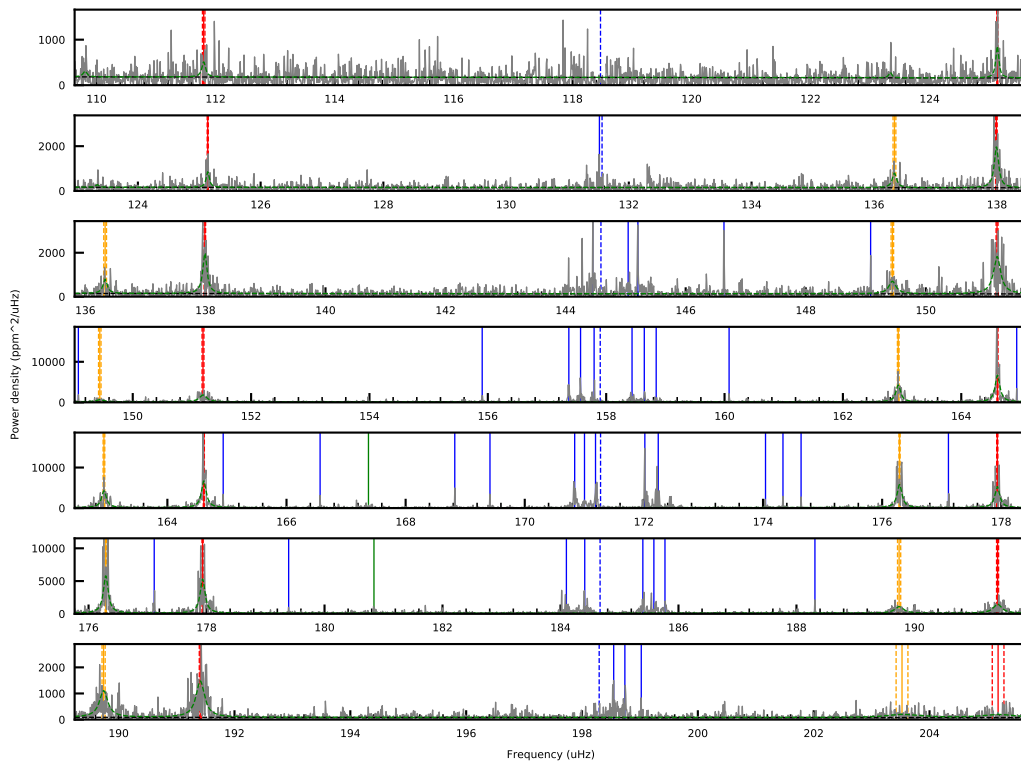 1000
0
110 112 114 116 118 120 122 124
2000
0
124 126 128 130 132 134 136 138
2000
0
136 138 140 142 144 146 148 150
10000
0
150 152 154 156 158 160 162 164
Power density (ppm^2/uHz)
10000
0
164 166 168 170 172 174 176 178
10000
5000
0
176 178 180 182 184 186 188 190
2000
1000
0
190 192 194 196 198 200 202 204
Frequency (uHz)